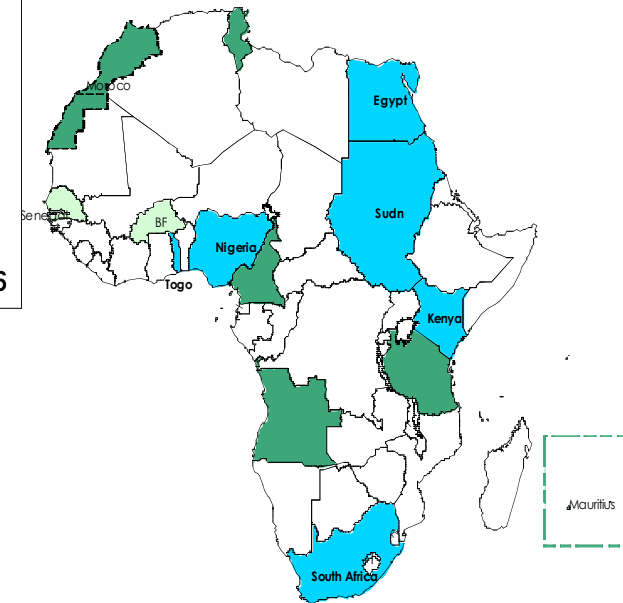 Moroco
Egypt
Senegal
BF
Sudn
Nigeria
6
Togo
Kenya
Mauritius
South Africa